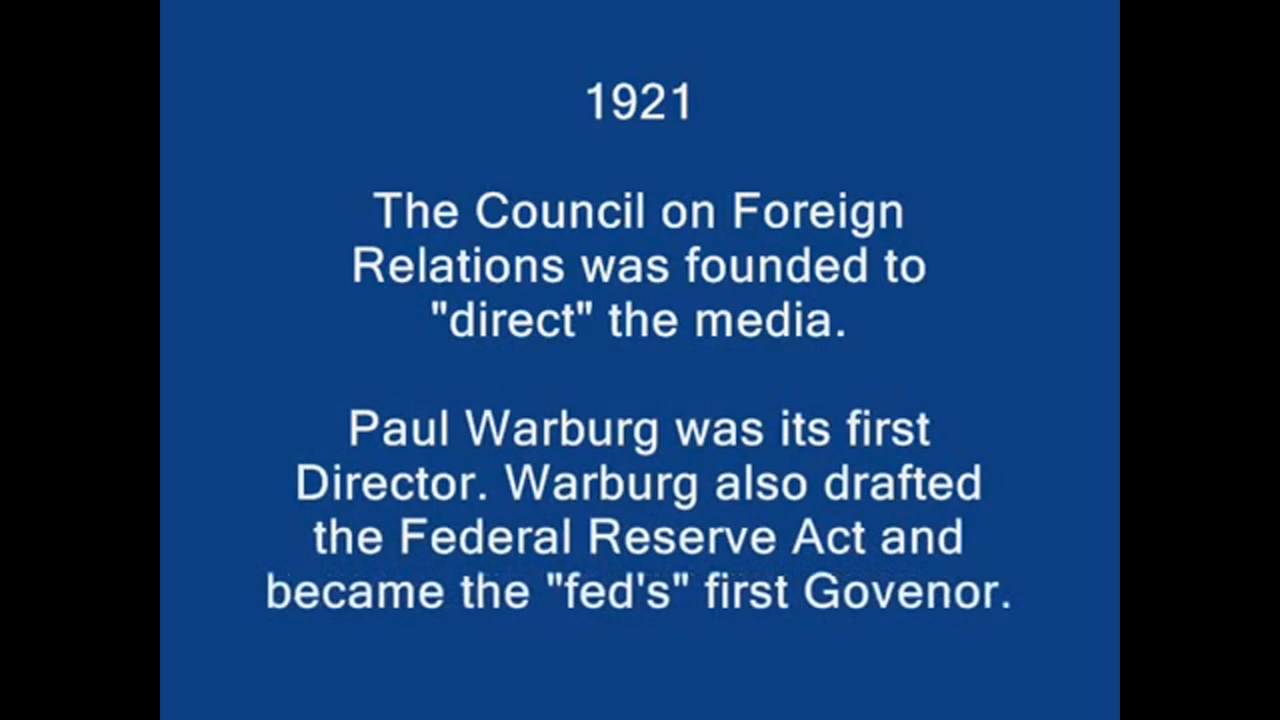 1921
The Council on Foreign
Relations was founded to
"direct" the media.
Paul Warburg was its first
Director. Warburg also drafted
the Federal Reserve Act and
became the "fed's" first Govenor.